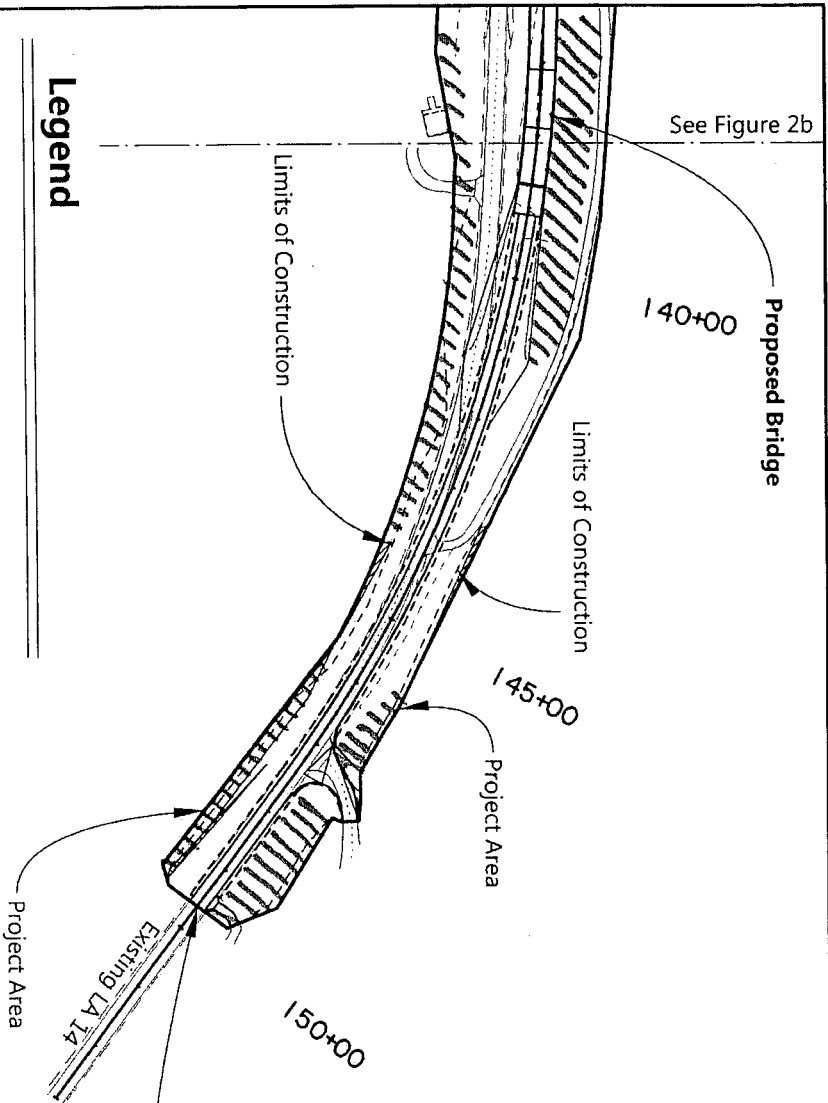 See Figure 2b
Proposed Bridge
140+00
Limits of Construction
Limits of Construction
145+00
Project Area
Project Area
150+00
Existing LA 14
Legend